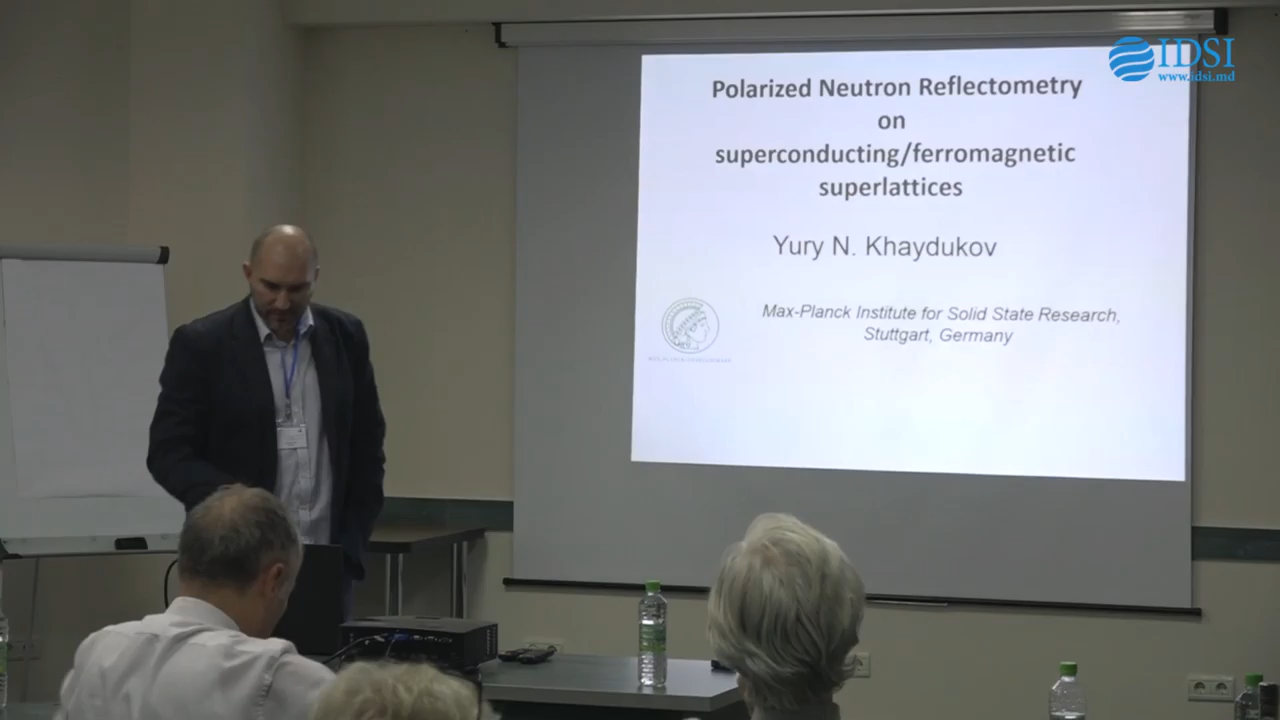 IDSI
www.idsi.md
Polarized Neutron Reflectometry
on
superconducting/ferromagnetic
superlattices
Yury N. Khaydukov
Max-Planck Institute for Solid State Research,
Stuttgart, Germany